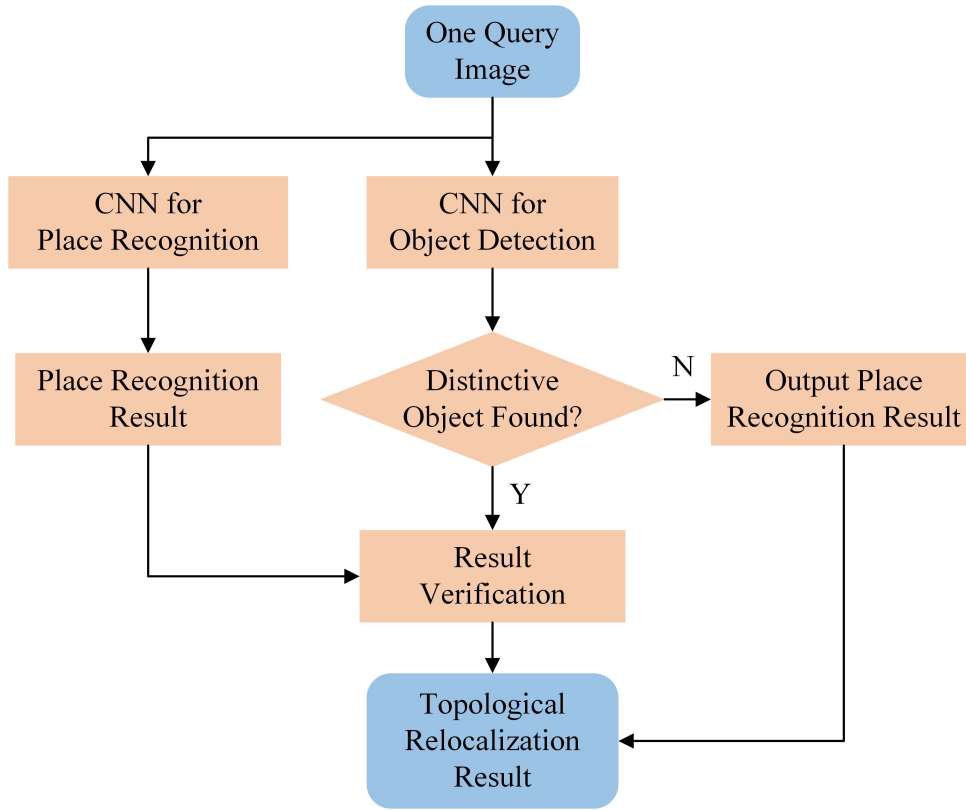 One Query
Image
CNN for
Place Recognition
CNN for
Object Detection
Place Recognition
Result
Distinctive
Object Found?
N
Output Place
Recognition Result
Y
Result
Verification
Topological
Relocalization
Result